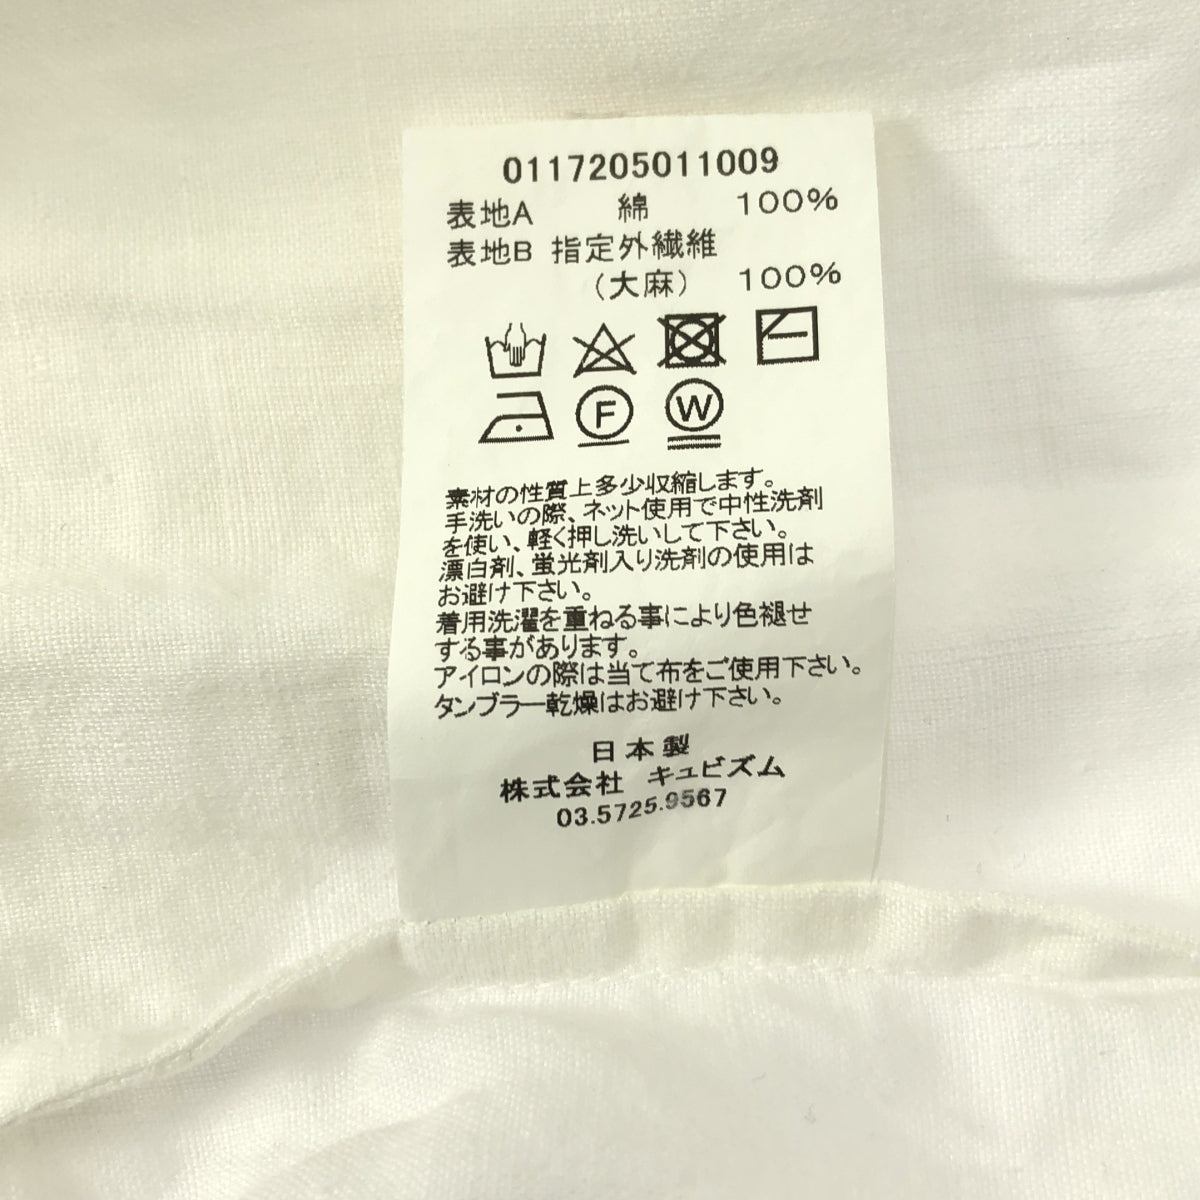 0117205011009
表地A 綿 100%
表地B 指定外繊維
(大麻) 100%
F W
素材の性質上多少収縮します。
手洗いの際、ネット使用で中性洗剤
を使い、軽く押し洗いして下さい。
漂白剤、蛍光剤入り洗剤の使用は
お避け下さい。
着用洗濯を重ねる事により色褪せ
する事があります。
アイロンの際は当て布をご使用下さい。
タンブラー乾燥はお避け下さい。
日本製
株式会社 キュビズム
03.5725.9567